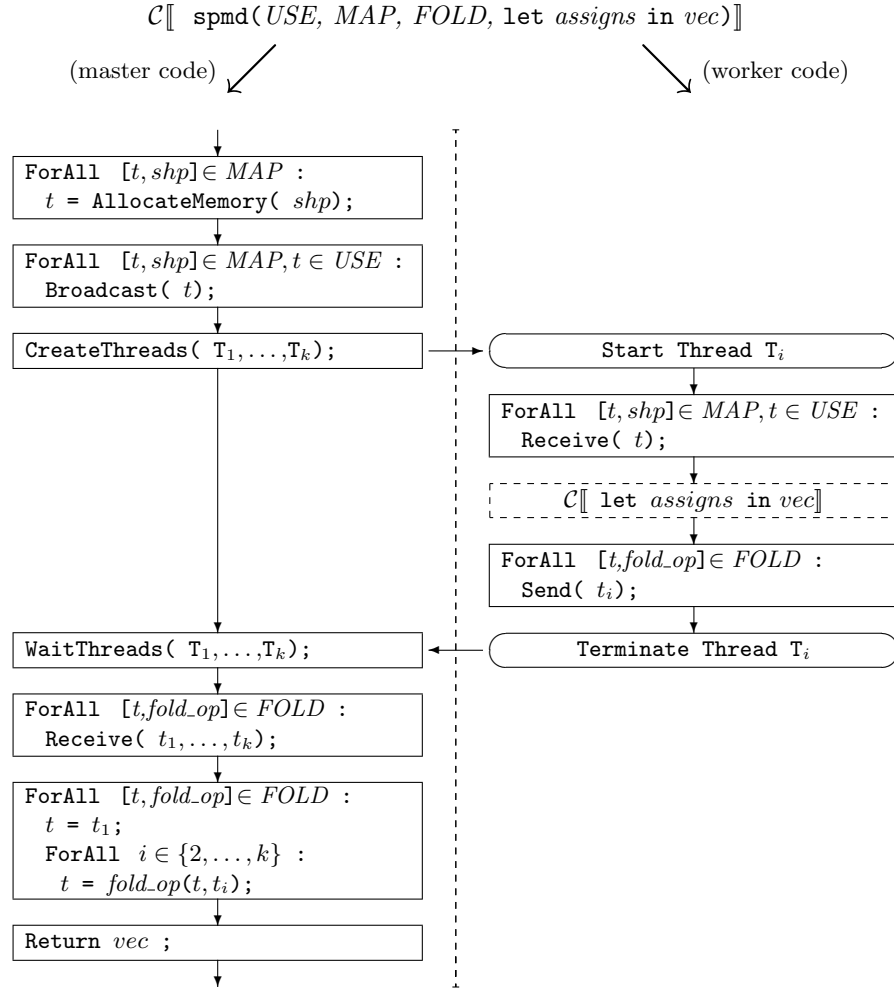 𝒞⟦ spmd(USE, MAP, FOLD, let assigns in vec)⟧
(master code)
(worker code)
ForAll [t, shp]∈ MAP :
t = AllocateMemory( shp);
ForAll [t, shp]∈ MAP, t ∈ USE :
Broadcast( t);
CreateThreads( T₁,...,Tₖ);
Start Thread Tᵢ
ForAll [t, shp]∈ MAP, t ∈ USE :
Receive( t);
𝒞⟦ let assigns in vec⟧
ForAll [t,fold_op]∈ FOLD :
Send( tᵢ);
Terminate Thread Tᵢ
WaitThreads( T₁,...,Tₖ);
ForAll [t,fold_op]∈ FOLD :
Receive( t₁,...,tₖ);
ForAll [t,fold_op]∈ FOLD :
t = t₁;
ForAll i ∈ {2,...,k} :
t = fold_op(t, tᵢ);
Return vec ;